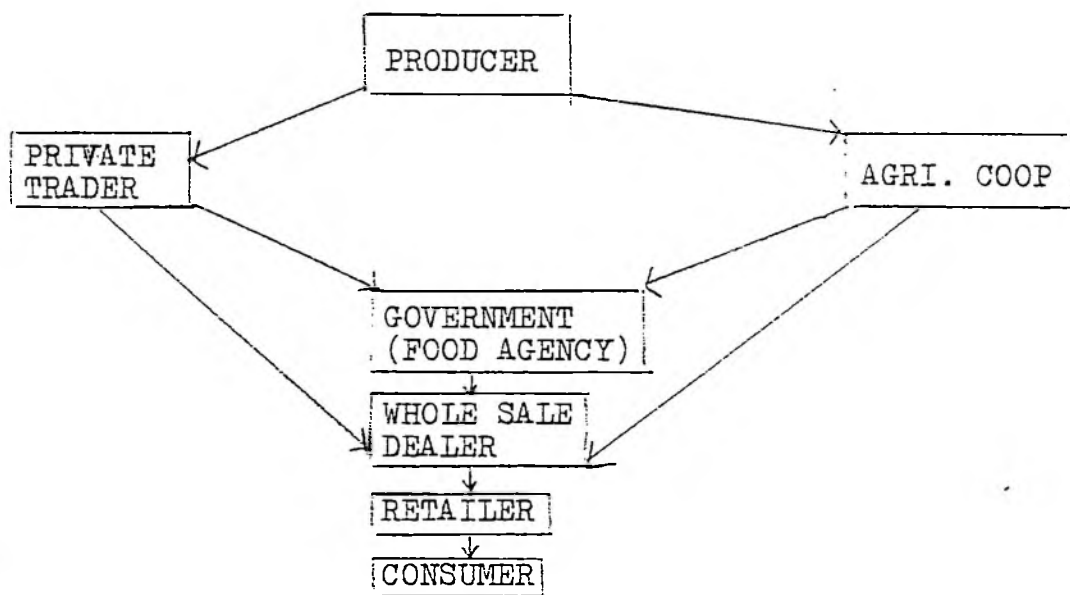 PRODUCER
PRIVATE
TRADER
AGRI. COOP
GOVERNMENT
(FOOD AGENCY)
WHOLE SALE
DEALER
RETAILER
CONSUMER